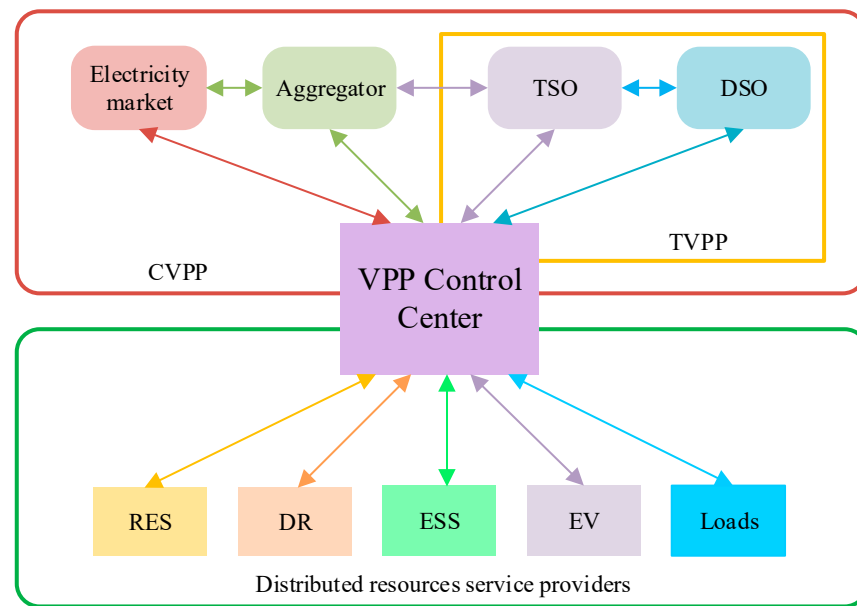 Electricity
market
Aggregator
TSO
DSO
TVPP
CVPP
VPP Control
Center
RES
DR
ESS
EV
Loads
Distributed resources service providers